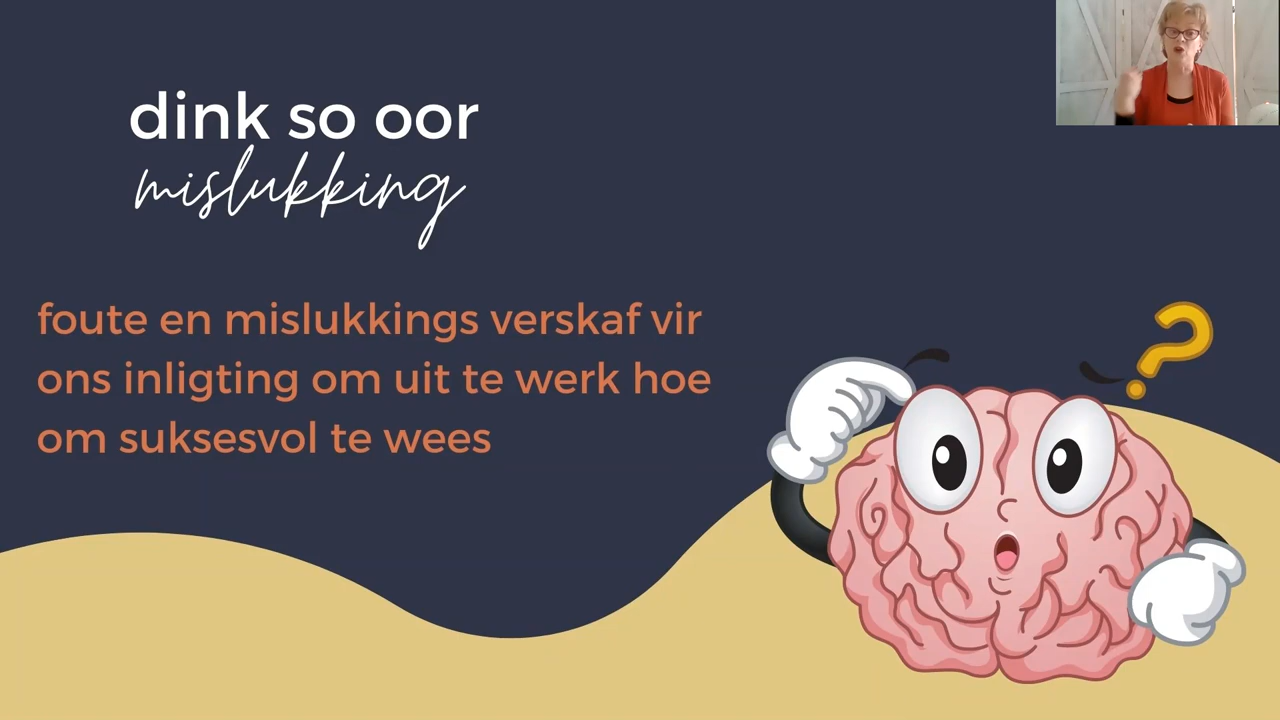 dink so oor
mislukking
foute en mislukkings verskaf vir
ons inligting om uit te werk hoe
om suksesvol te wees
?